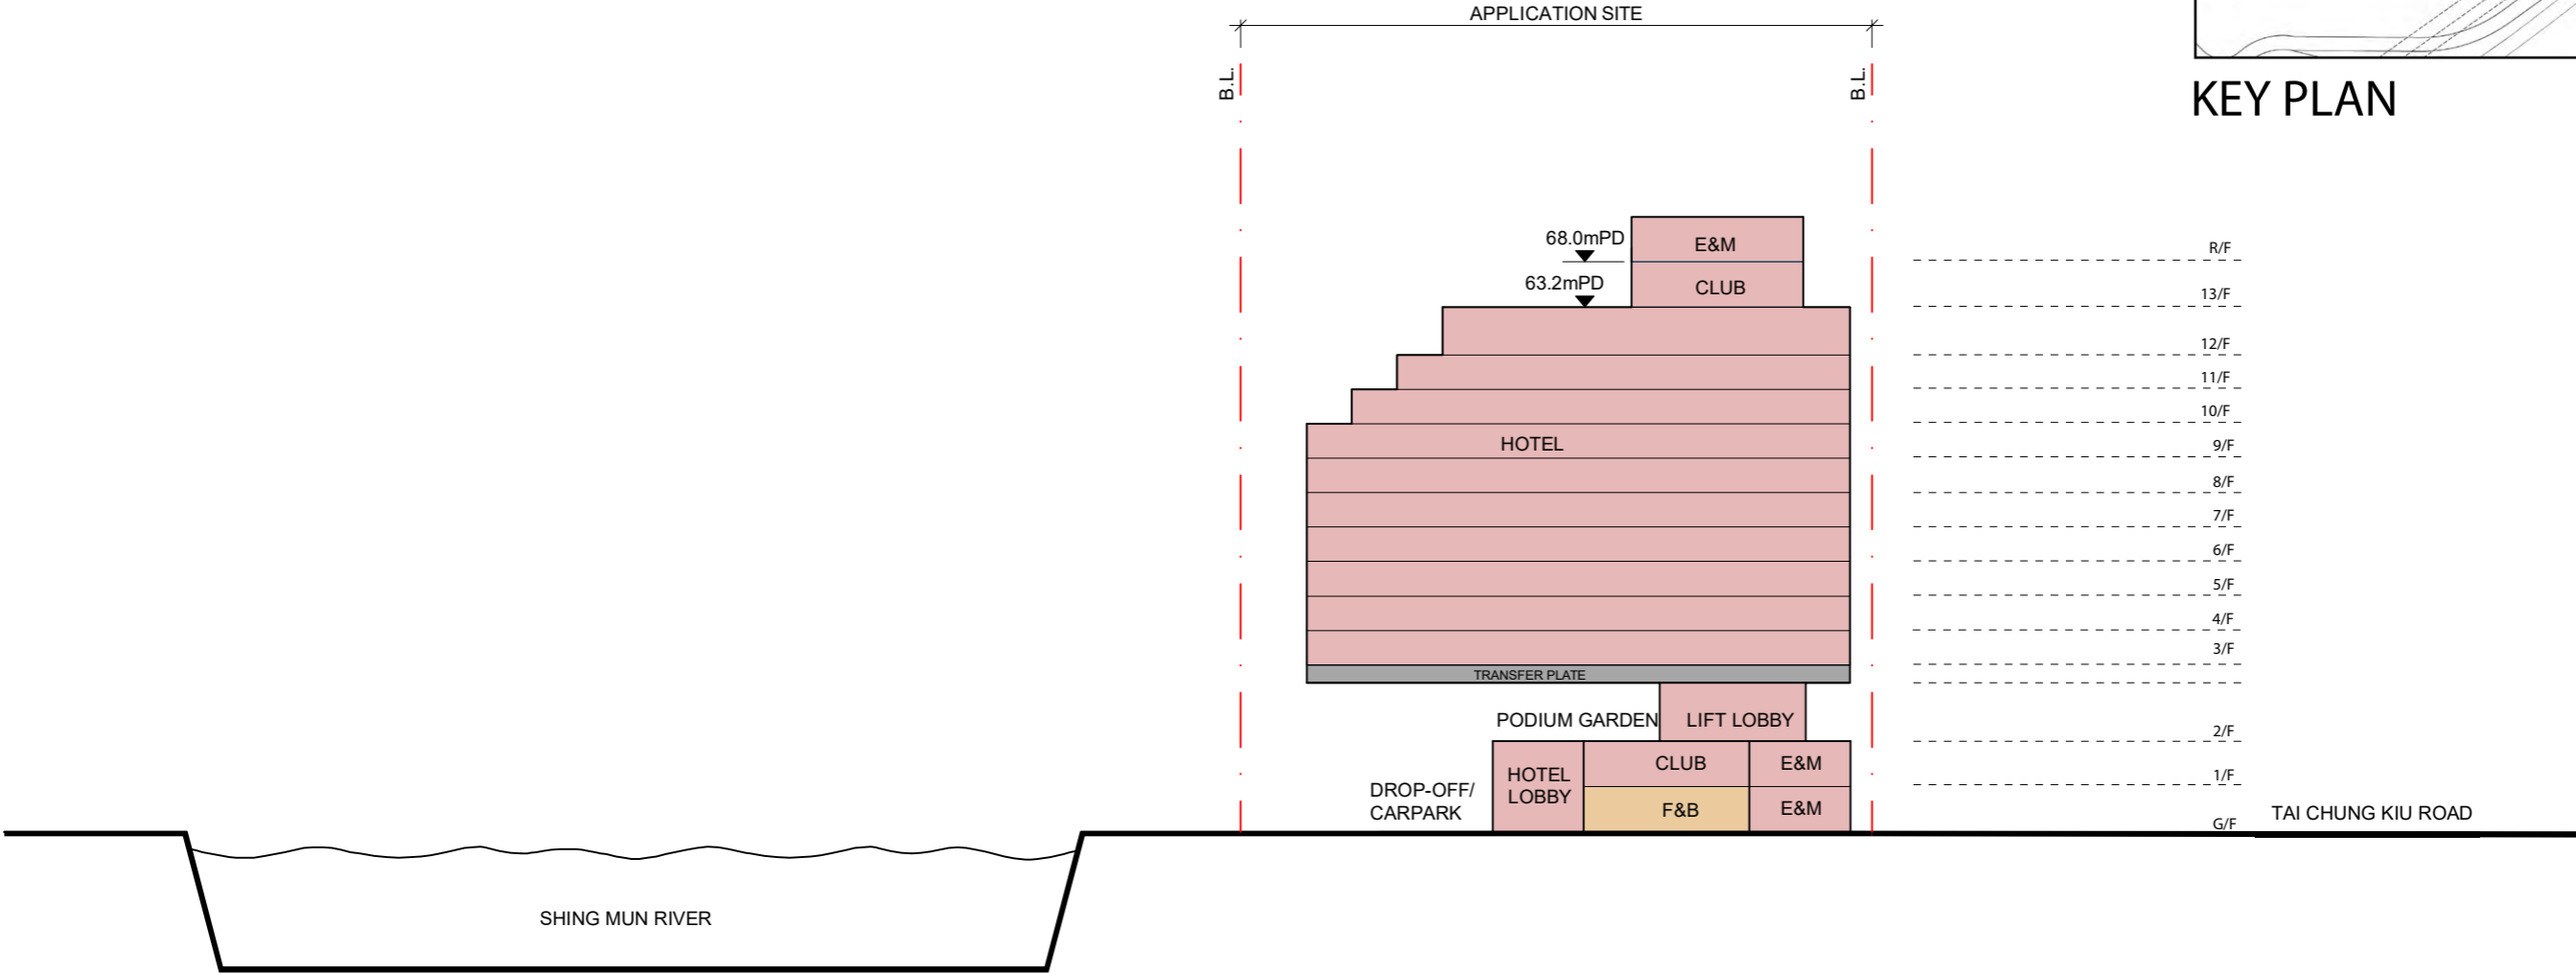 APPLICATION SITE
B.L.
B.L.
KEY PLAN
68.0mPD
E&M
R/F
63.2mPD
CLUB
13/F
12/F
11/F
10/F
HOTEL
9/F
8/F
7/F
6/F
5/F
4/F
3/F
TRANSFER PLATE
PODIUM GARDEN
LIFT LOBBY
2/F
HOTEL
LOBBY
CLUB
E&M
1/F
DROP-OFF/
CARPARK
F&B
E&M
G/F
TAI CHUNG KIU ROAD
SHING MUN RIVER